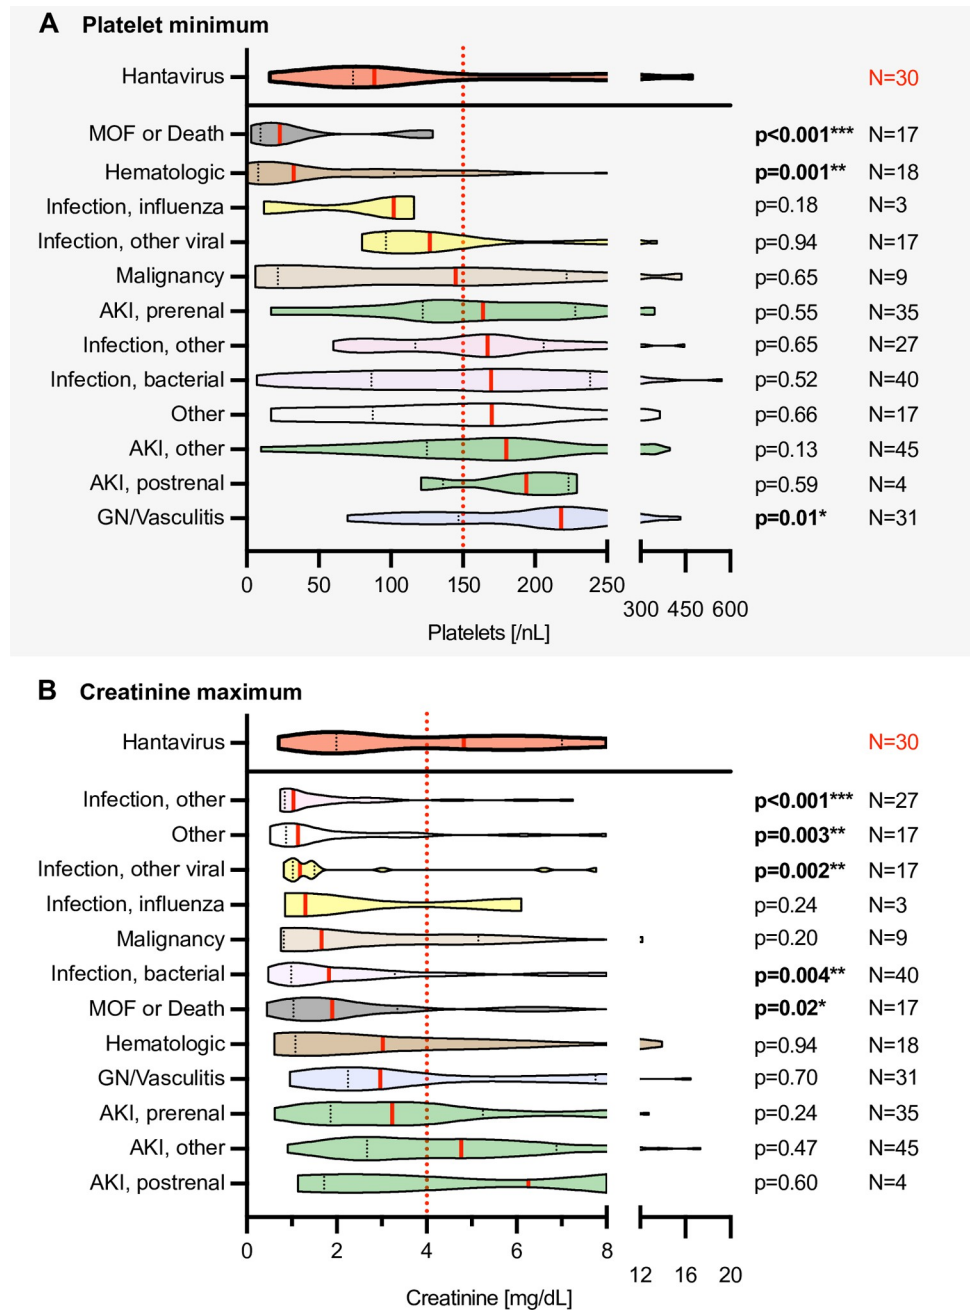 A Platelet minimum
Hantavirus N=30
MOF or Death p<0.001*** N=17
Hematologic p=0.001** N=18
Infection, influenza p=0.18 N=3
Infection, other viral p=0.94 N=17
Malignancy p=0.65 N=9
AKI, prerenal p=0.55 N=35
Infection, other p=0.65 N=27
Infection, bacterial p=0.52 N=40
Other p=0.66 N=17
AKI, other p=0.13 N=45
AKI, postrenal p=0.59 N=4
GN/Vasculitis p=0.01* N=31
0 50 100 150 200 250
300 450 600
Platelets [/nL]
B Creatinine maximum
Hantavirus N=30
Infection, other p<0.001*** N=27
Other p=0.003** N=17
Infection, other viral p=0.002** N=17
Infection, influenza p=0.24 N=3
Malignancy p=0.20 N=9
Infection, bacterial p=0.004** N=40
MOF or Death p=0.02* N=17
Hematologic p=0.94 N=18
GN/Vasculitis p=0.70 N=31
AKI, prerenal p=0.24 N=35
AKI, other p=0.47 N=45
AKI, postrenal p=0.60 N=4
0 2 4 6 8
12 16 20
Creatinine [mg/dL]